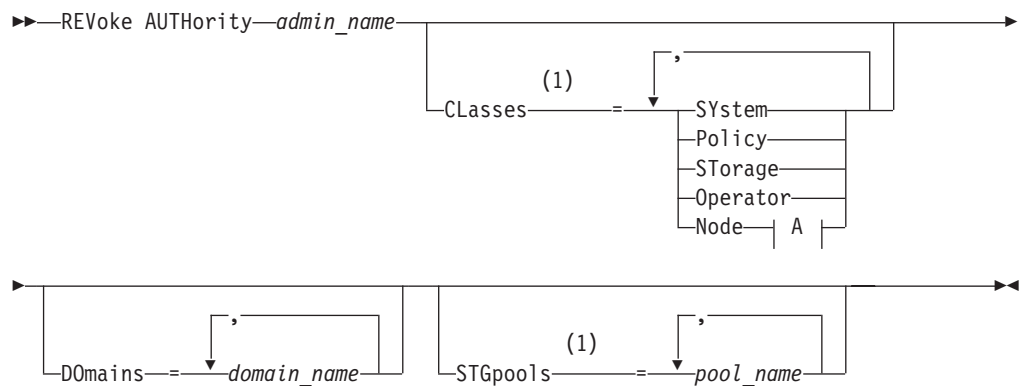 REVoke AUTHority admin_name
,
(1)
CLasses = SYstem
Policy
STorage
Operator
Node A
, ,
(1)
DOmains = domain_name STGpools = pool_name